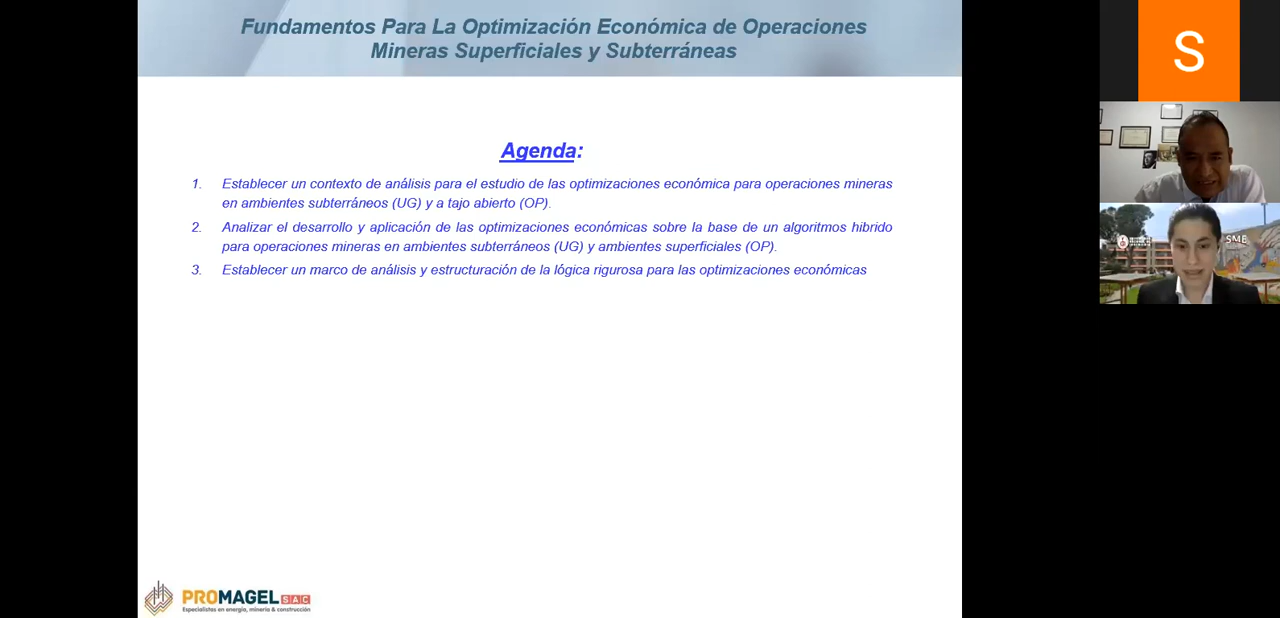 Fundamentos Para La Optimización Económica de Operaciones
Mineras Superficiales y Subterráneas
Agenda:
1. Establecer un contexto de análisis para el estudio de las optimizaciones económica para operaciones mineras
en ambientes subterráneos (UG) y a tajo abierto (OP).
2. Analizar el desarrollo y aplicación de las optimizaciones económicas sobre la base de un algoritmos hibrido
para operaciones mineras en ambientes subterráneos (UG) y ambientes superficiales (OP).
3. Establecer un marco de análisis y estructuración de la lógica rigurosa para las optimizaciones económicas
PROMAGEL SAC
Especialistas en energía, minería & construcción
S
SME